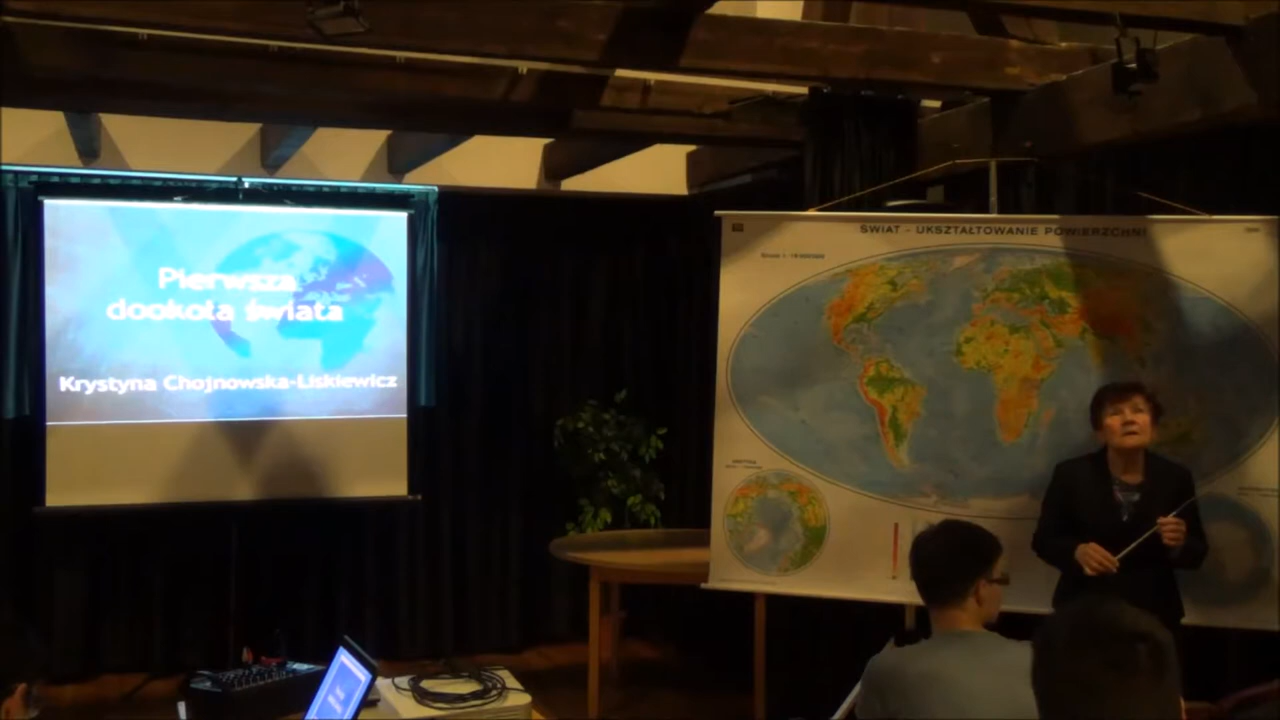 Pierwsza
dookoła świata
Krystyna Chojnowska-Liskiewicz
ŚWIAT - UKSZTAŁTOWANIE POWIERZCHNI